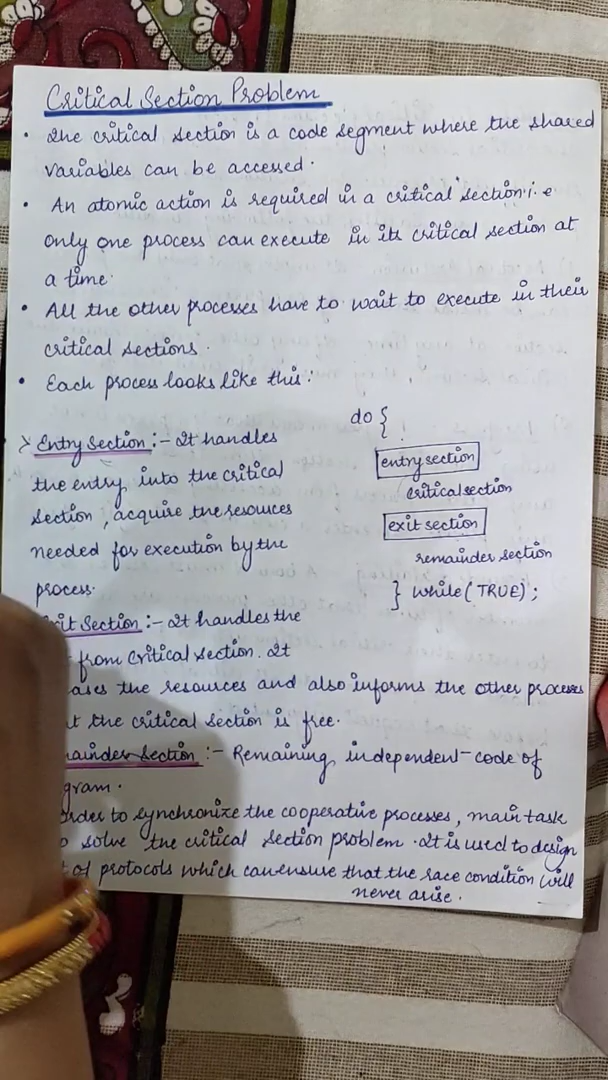 Critical Section Problem
• The critical section is a code segment where the shared
variables can be accessed.
• An atomic action is required in a critical section i.e
only one process can execute in its critical section at
a time.
• All the other processes have to wait to execute in their
critical sections.
• Each process looks like this:
do {
entry section
critical section
exit section
remainder section
} while (TRUE);
> Entry Section :- It handles
the entry into the critical
section, acquire the resouces
needed for execution by the
process.
it Section :- It handles the
from critical section. It
ases the resources and also informs the other processes
t the critical section is free.
ainder Section :- Remaining independent code of
gram.
order to synchronize the cooperative processes, main task
o solve the critical section problem. It is used to design
t of protocols which can ensure that the race condition will
never arise.